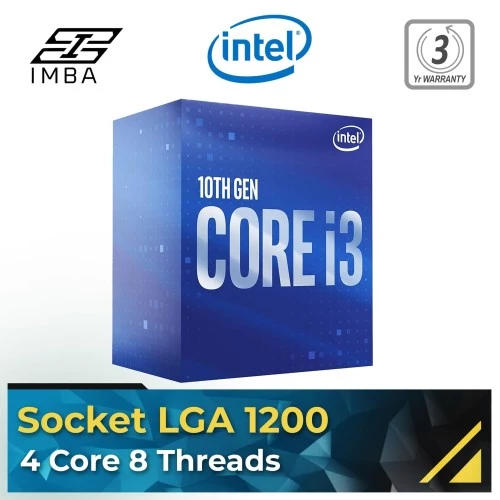 IMBA
intel
3
Yr WARRANTY
intel
10TH GEN
CORE i3
Socket LGA 1200
4 Core 8 Threads